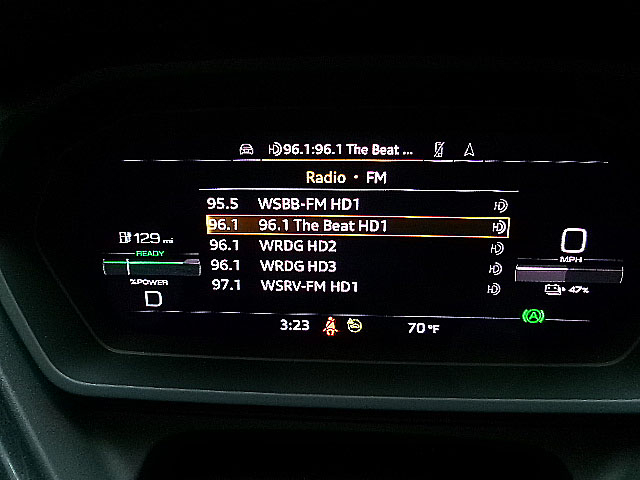 96.1:96.1 The Beat ...
Radio • FM
95.5 WSBB-FM HD1
96.1 96.1 The Beat HD1
96.1 WRDG HD2
96.1 WRDG HD3
97.1 WSRV-FM HD1
129 mi
READY
%POWER
D
0
MPH
47%
3:23
70°F
(A)